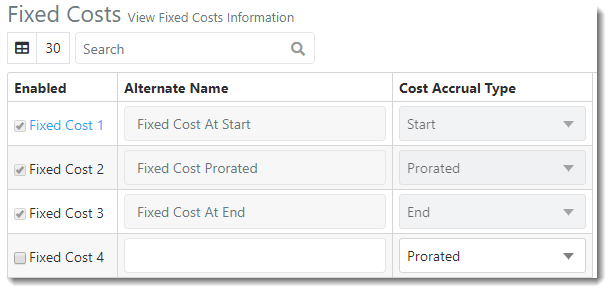 Fixed Costs View Fixed Costs Information
30 Search
Enabled Alternate Name Cost Accrual Type
Fixed Cost 1 Fixed Cost At Start Start
Fixed Cost 2 Fixed Cost Prorated Prorated
Fixed Cost 3 Fixed Cost At End End
Fixed Cost 4 Prorated